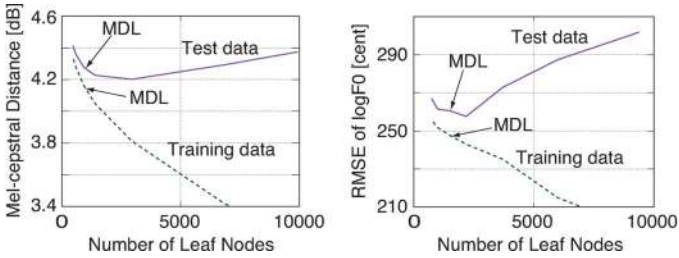 Mel-cepstral Distance [dB]
4.6
4.2
3.8
3.4
MDL
Test data
MDL
Training data
O
5000
10000
Number of Leaf Nodes
RMSE of logF0 [cent]
290
250
210
Test data
MDL
MDL
Training data
O
5000
10000
Number of Leaf Nodes